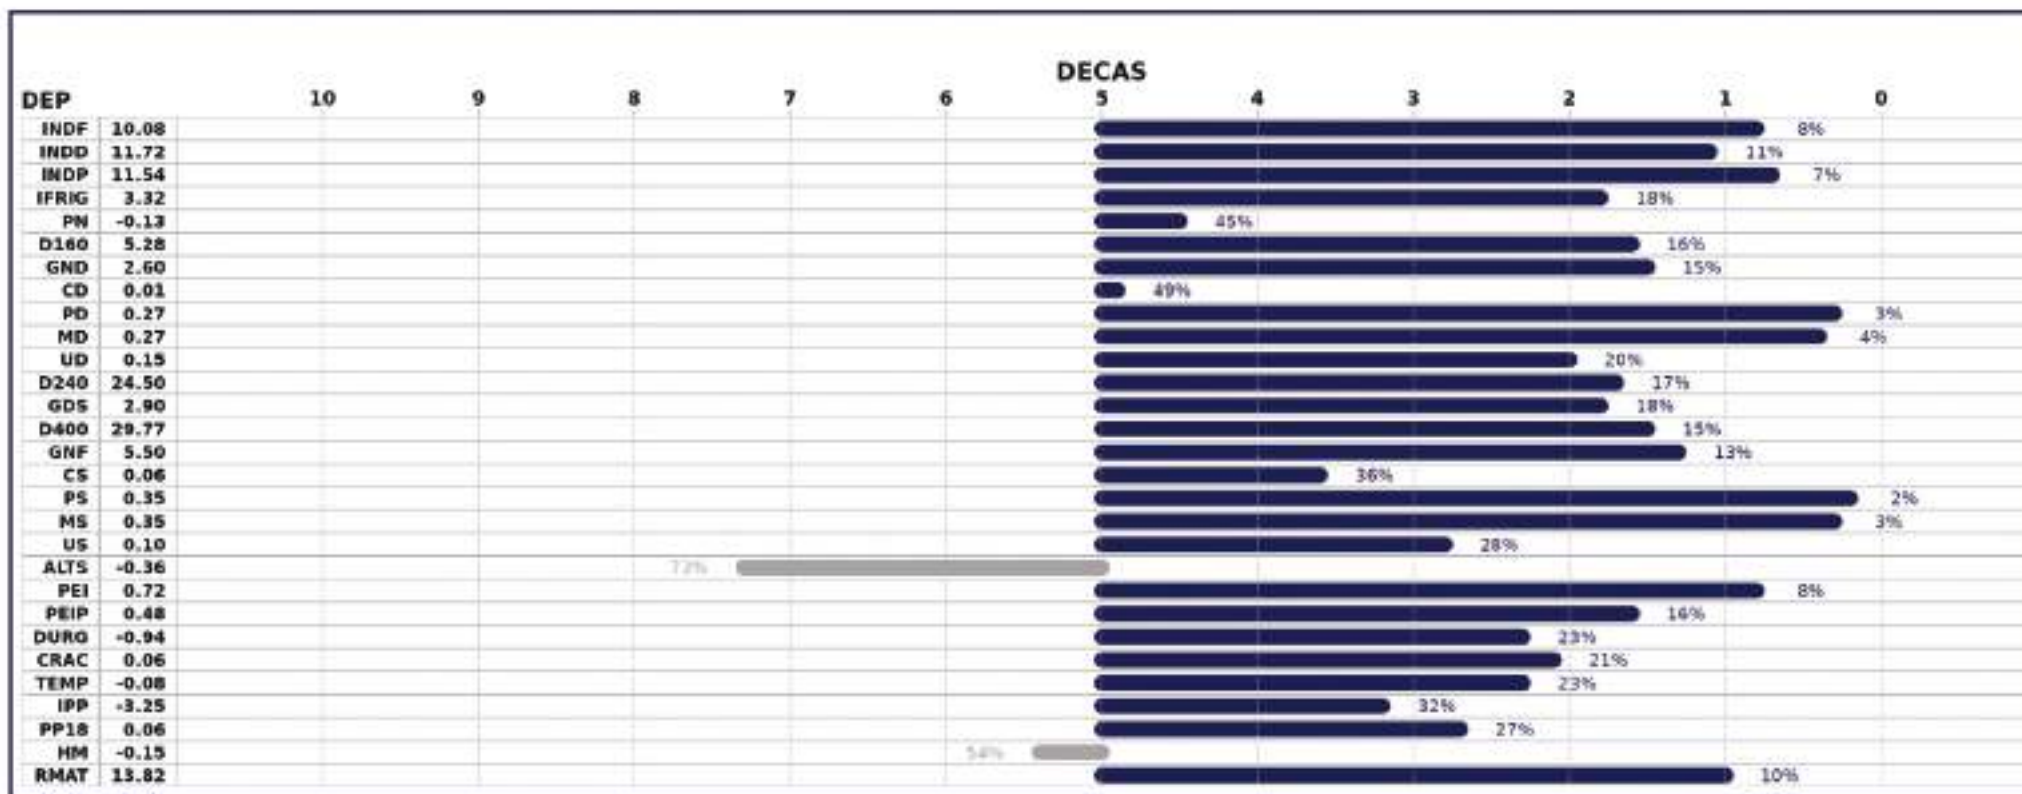 DECAS
DEP 10 9 8 7 6 5 4 3 2 1 0
INDF 10.08 8%
INDD 11.72 11%
INDP 11.54 7%
IFRIG 3.32 18%
PN -0.13 45%
D160 5.28 16%
GND 2.60 15%
CD 0.01 49%
PD 0.27 3%
MD 0.27 4%
UD 0.15 20%
D240 24.50 17%
GDS 2.90 18%
D400 29.77 15%
GNF 5.50 13%
CS 0.06 36%
PS 0.35 2%
MS 0.35 3%
US 0.10 28%
ALTS -0.36 73%
PEI 0.72 8%
PEIP 0.48 16%
DURG -0.94 23%
CRAC 0.06 21%
TEMP -0.08 23%
IPP -3.25 32%
PP18 0.06 27%
HM -0.15 54%
RMAT 13.82 10%